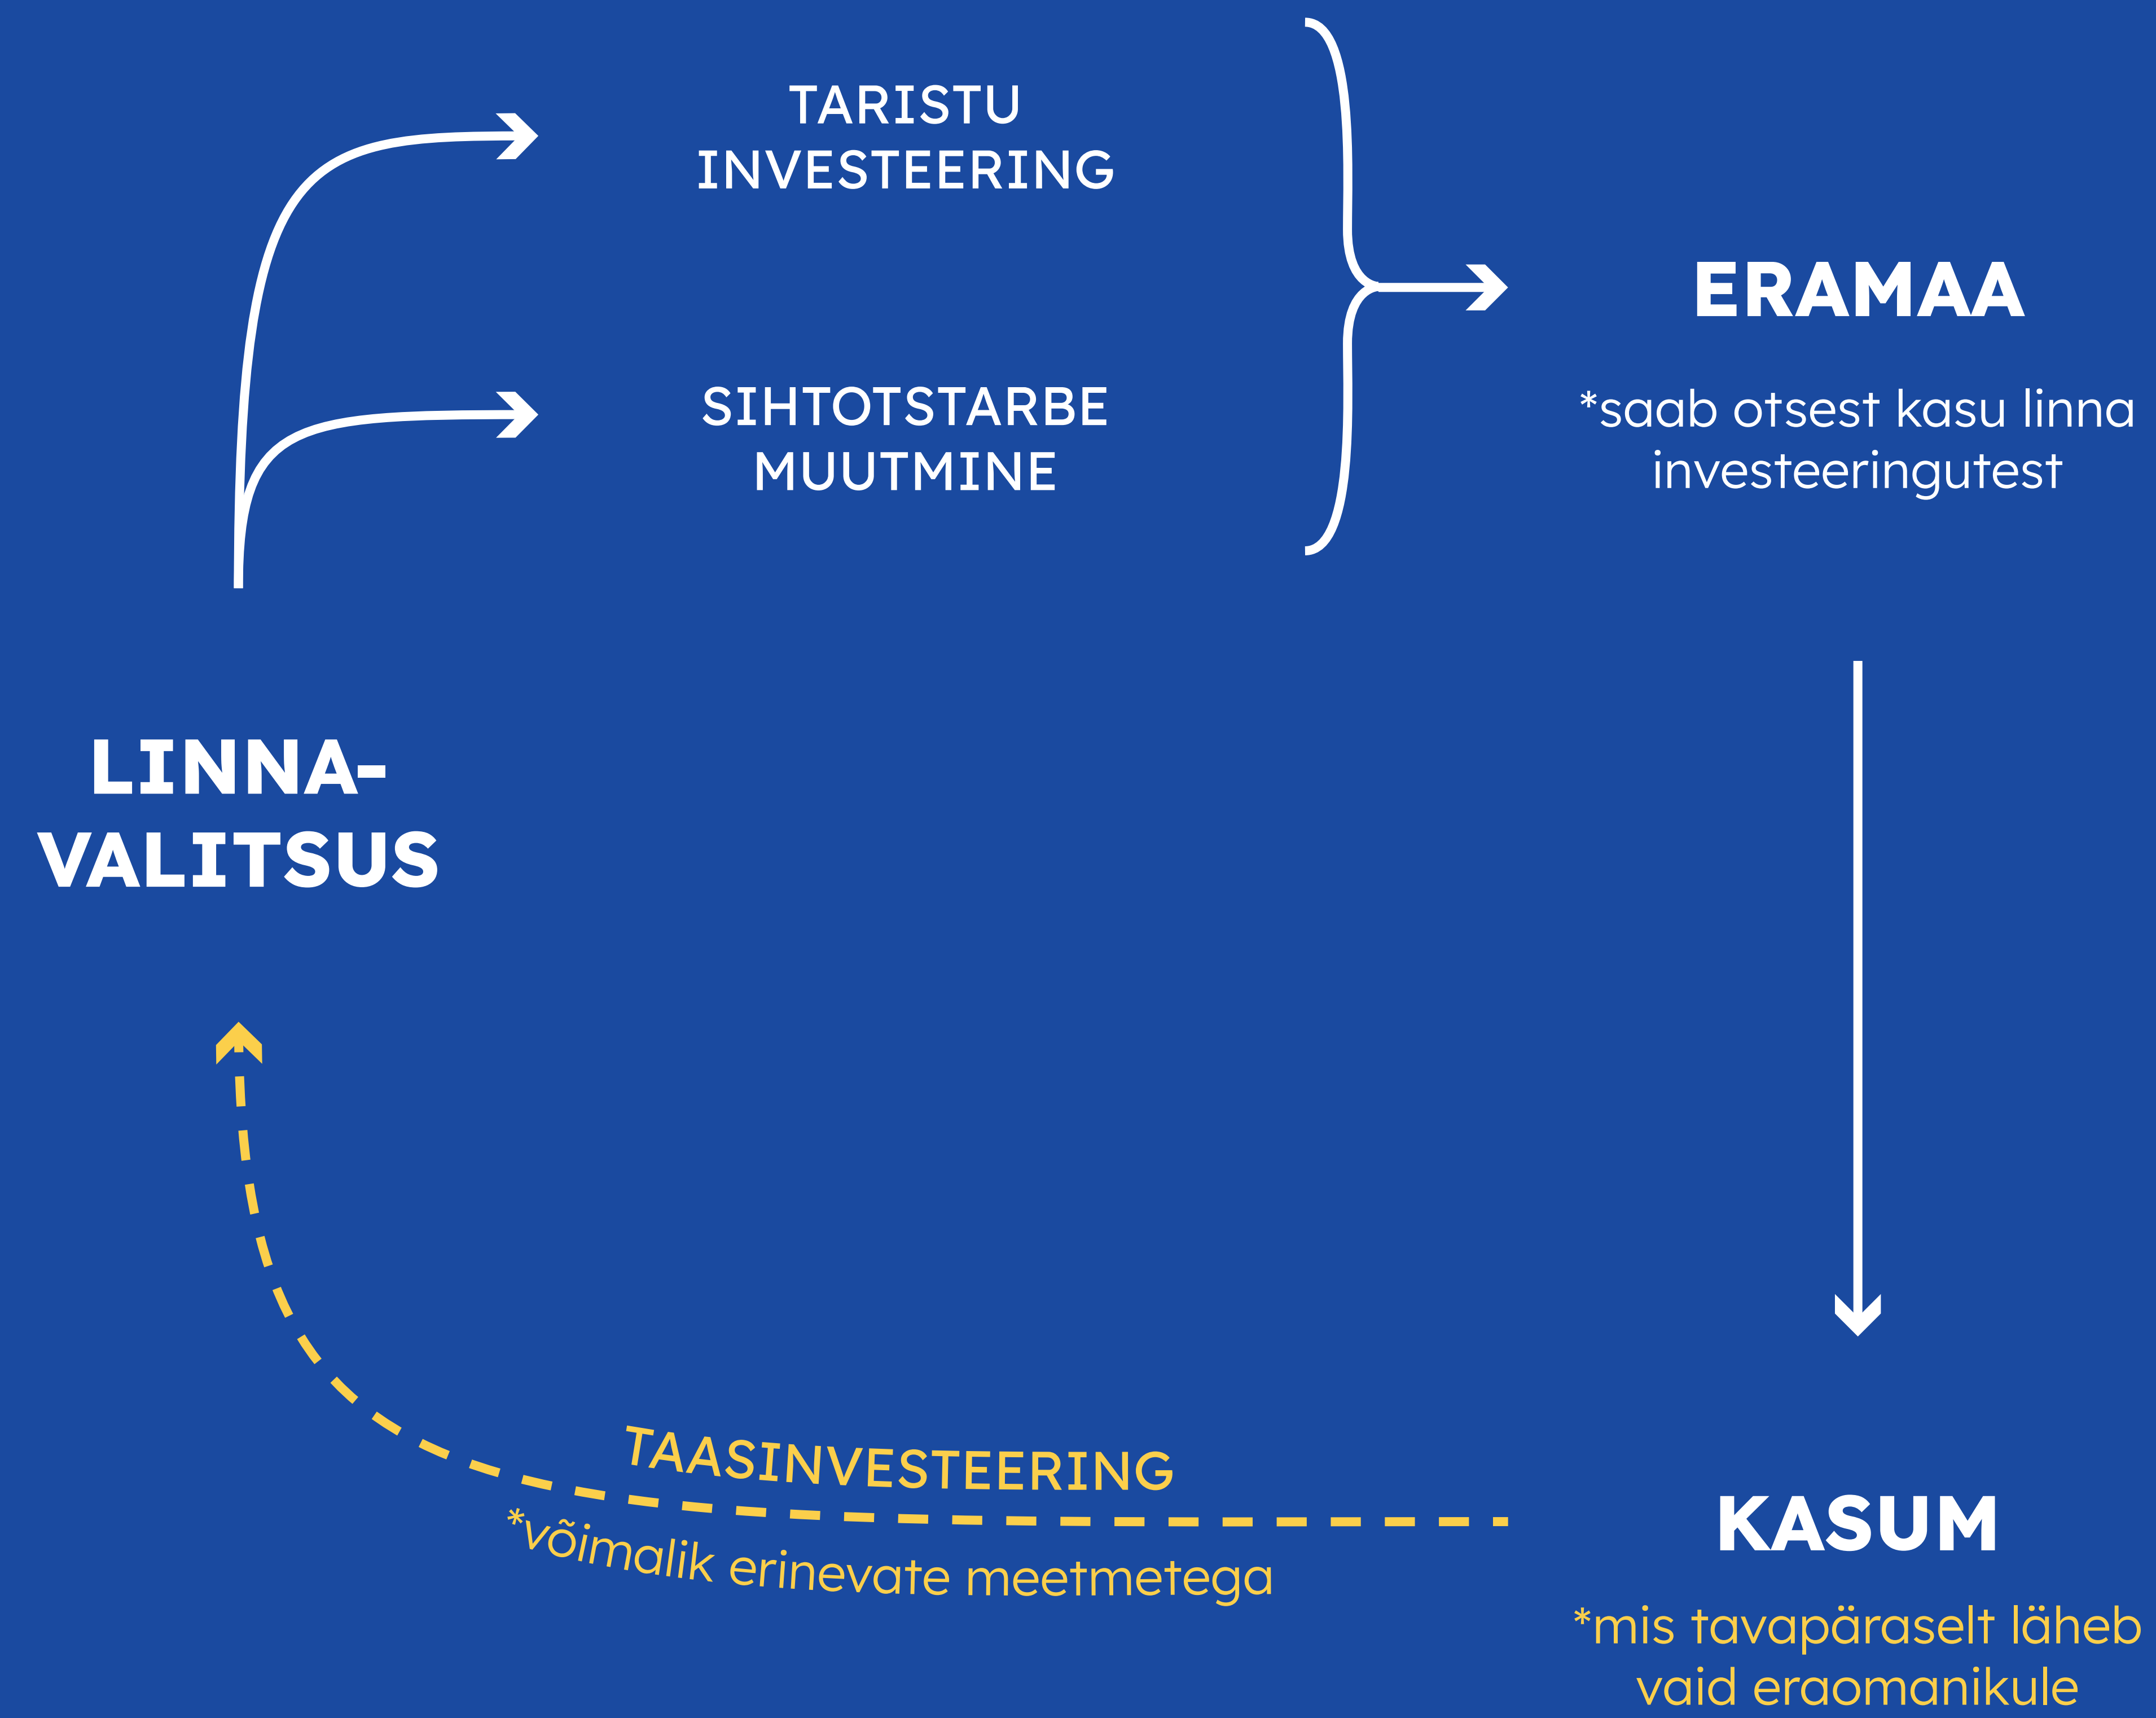 TARISTU
INVESTEERING
SIHTOTSTARBE
MUUTMINE
ERAMAA
*saab otsest kasu linna
investeeringutest
LINNA-
VALITSUS
TAASINVESTEERING
*võimalik erinevate meetmetega
KASUM
*mis tavapäraselt läheb
vaid eraomanikule